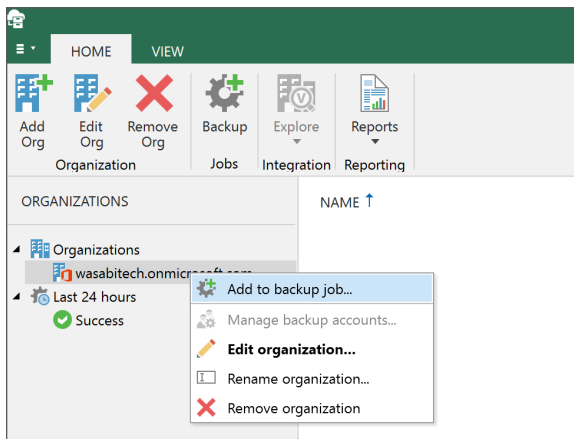 HOME VIEW
Add Org
Edit Org
Remove Org
Backup
Explore
Reports
Organization
Jobs
Integration
Reporting
ORGANIZATIONS
NAME
Organizations
wasabitech.onmicrosoft.com
Last 24 hours
Success
Add to backup job...
Manage backup accounts...
Edit organization...
Rename organization...
Remove organization